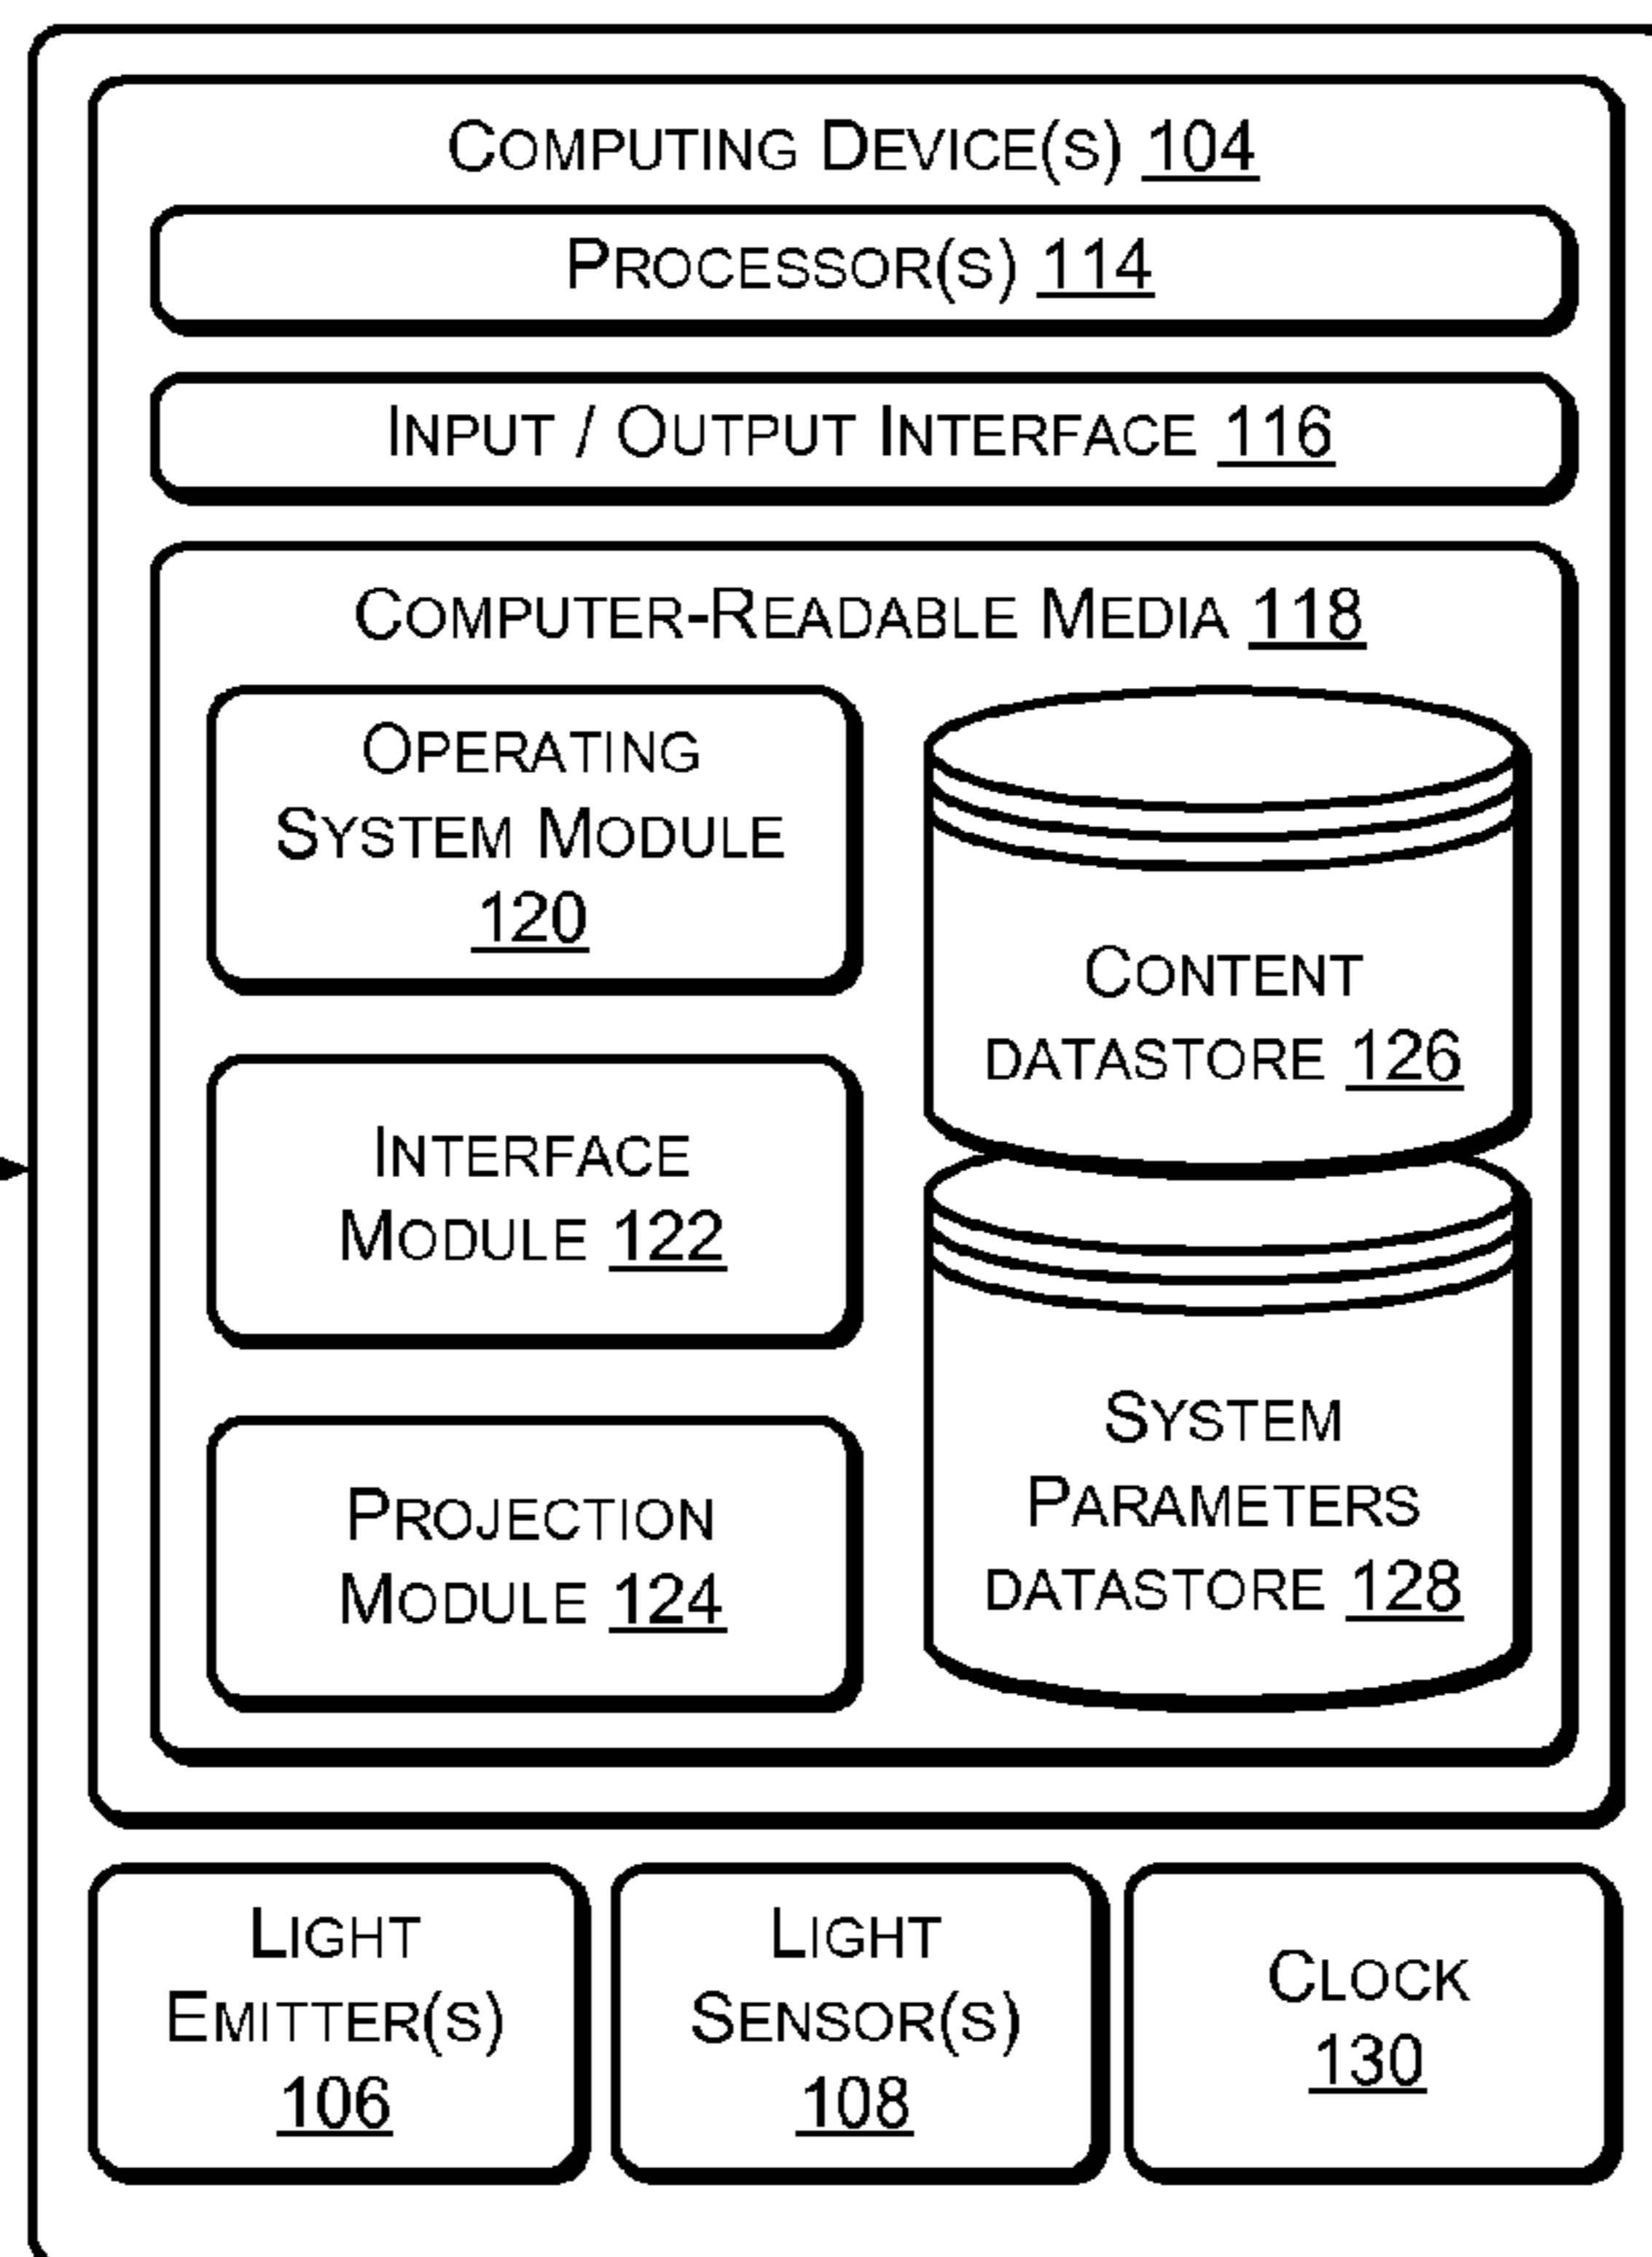 COMPUTING DEVICE(S) 104
PROCESSOR(S) 114
INPUT / OUTPUT INTERFACE 116
COMPUTER-READABLE MEDIA 118
OPERATING
SYSTEM MODULE
120
INTERFACE
MODULE 122
PROJECTION
MODULE 124
CONTENT
DATASTORE 126
SYSTEM
PARAMETERS
DATASTORE 128
LIGHT
EMITTER(S)
106
LIGHT
SENSOR(S)
108
CLOCK
130